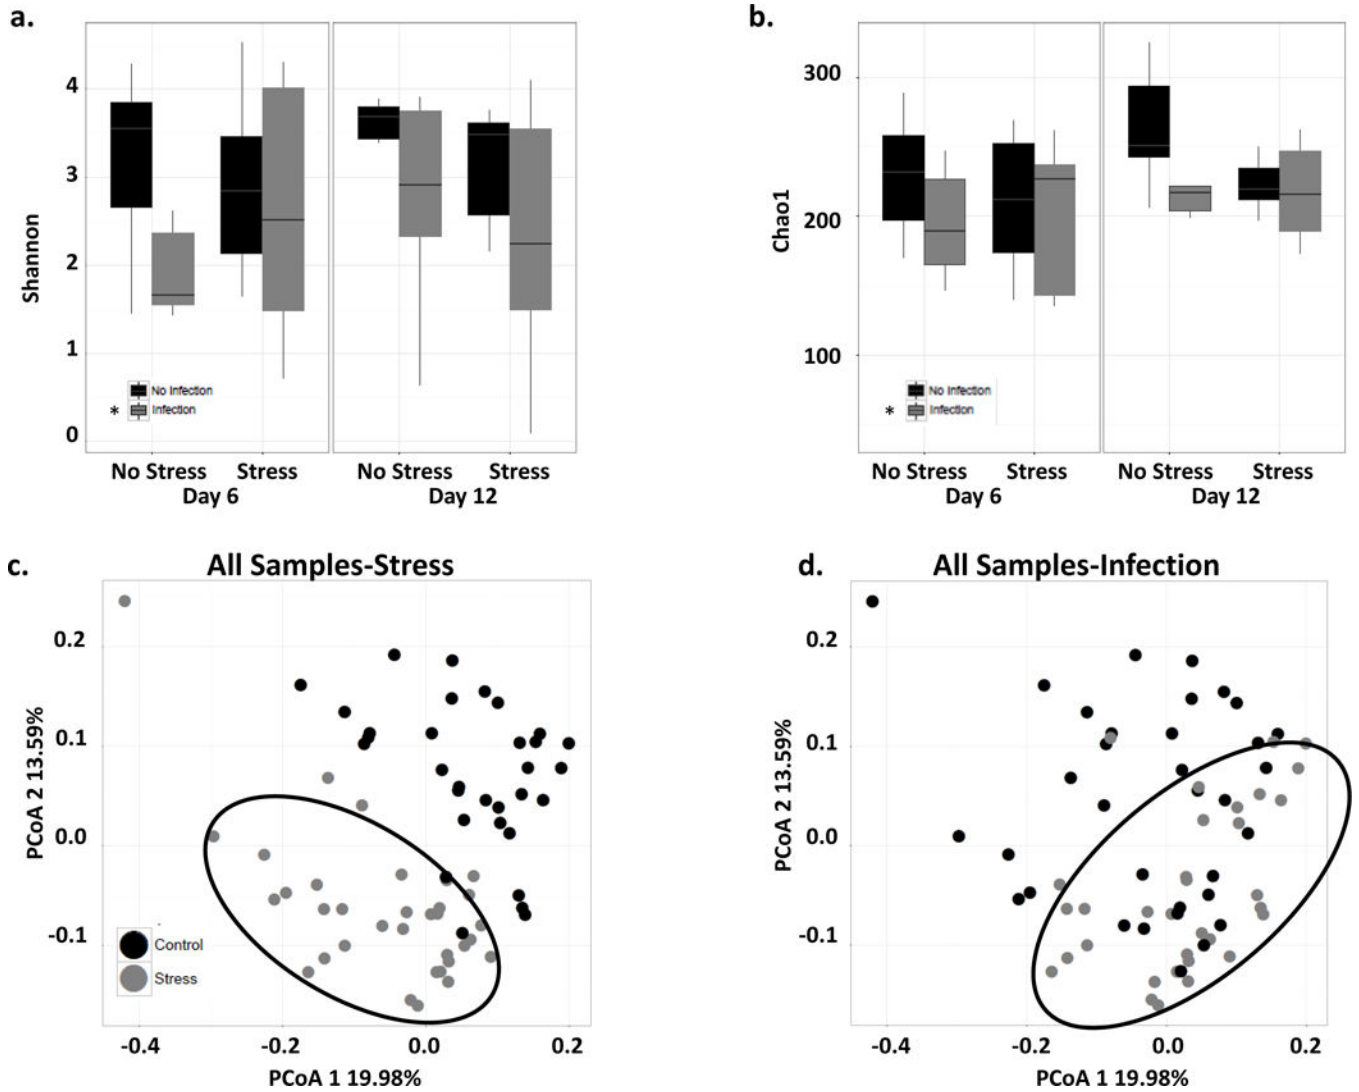 a.
4
3
2
1
0
Shannon
No Infection
* Infection
No Stress Stress No Stress Stress
Day 6 Day 12
b.
300
200
100
Chao1
No Infection
* Infection
No Stress Stress No Stress Stress
Day 6 Day 12
c.
All Samples-Stress
0.2
0.1
0.0
-0.1
PCoA 2 13.59%
Control
Stress
-0.4 -0.2 0.0 0.2
PCoA 1 19.98%
d.
All Samples-Infection
0.2
0.1
0.0
-0.1
PCoA 2 13.59%
-0.4 -0.2 0.0 0.2
PCoA 1 19.98%